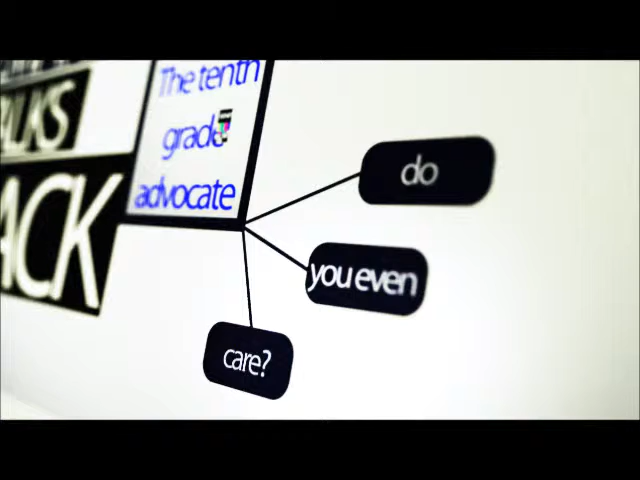 ALKS
ACK
The tenth
grade
advocate
do
you even
care?